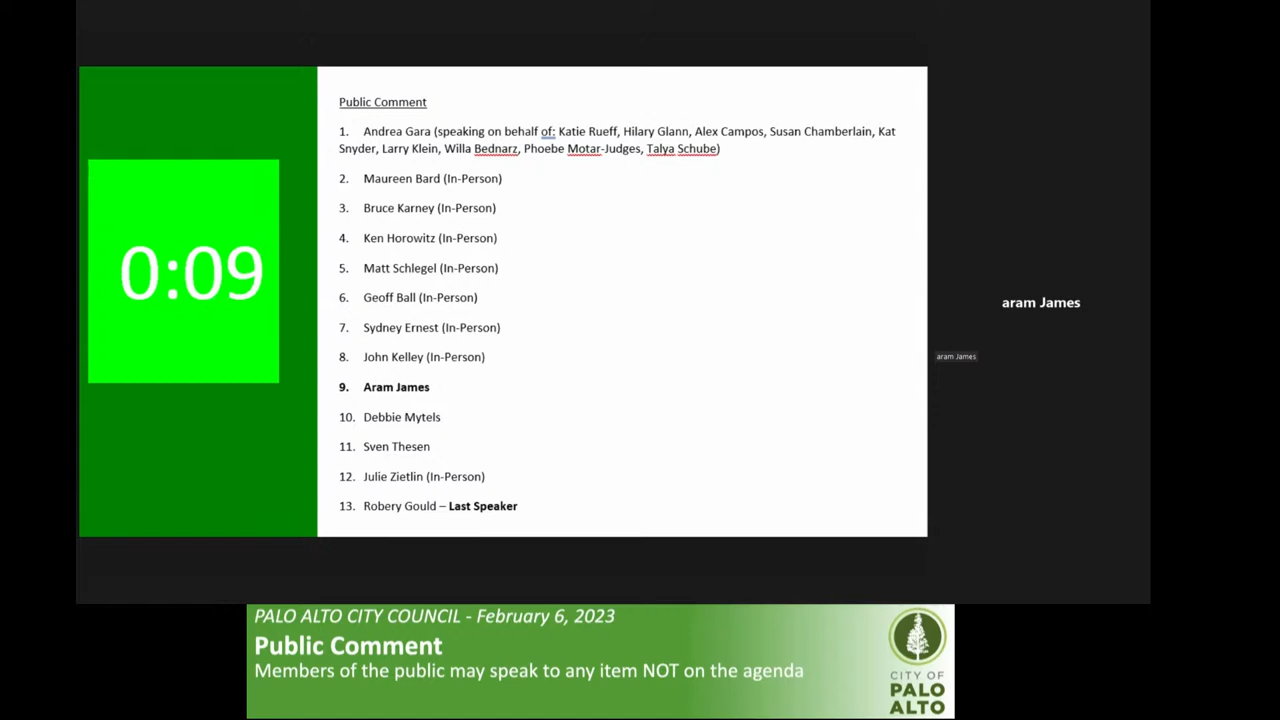 Public Comment
1. Andrea Gara (speaking on behalf of: Katie Rueff, Hilary Glann, Alex Campos, Susan Chamberlain, Kat
Snyder, Larry Klein, Willa Bednarz, Phoebe Motar-Judges, Talya Schube)
2. Maureen Bard (In-Person)
3. Bruce Karney (In-Person)
4. Ken Horowitz (In-Person)
5. Matt Schlegel (In-Person)
6. Geoff Ball (In-Person)
7. Sydney Ernest (In-Person)
8. John Kelley (In-Person)
9. Aram James
10. Debbie Mytels
11. Sven Thesen
12. Julie Zietlin (In-Person)
13. Robery Gould – Last Speaker
0:09
aram James
aram James
PALO ALTO CITY COUNCIL - February 6, 2023
Public Comment
Members of the public may speak to any item NOT on the agenda
CITY OF
PALO
ALTO